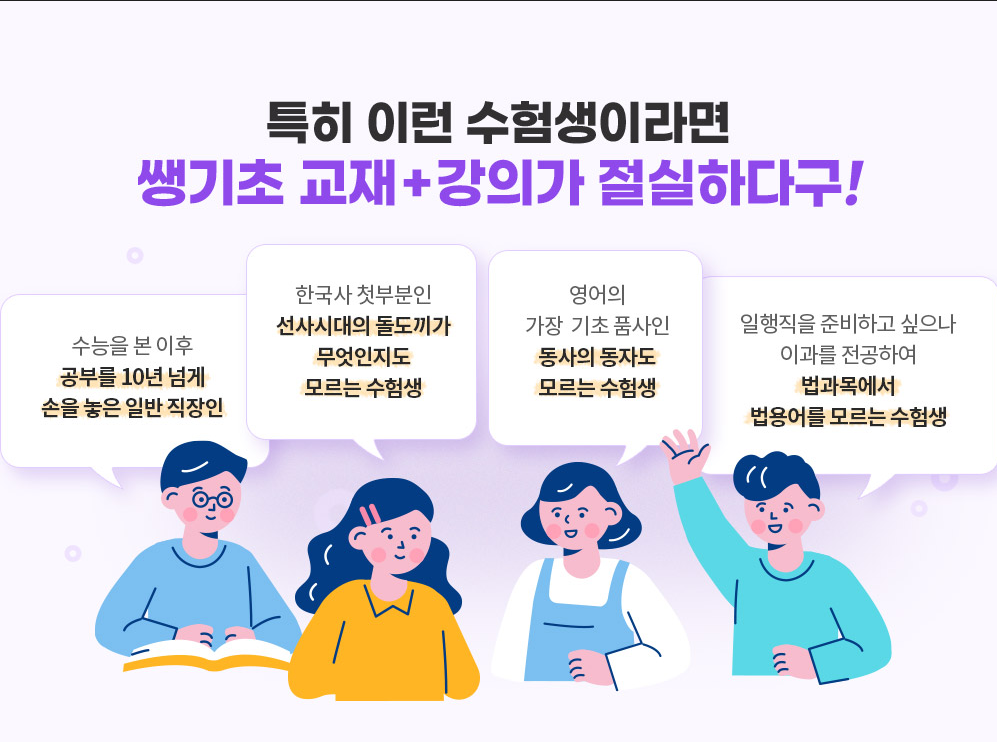 특히 이런 수험생이라면
쌩기초 교재+강의가 절실하다구!
수능을 본 이후
공부를 10년 넘게
손을 놓은 일반 직장인
한국사 첫부분인
선사시대의 돌도끼가
무엇인지도
모르는 수험생
영어의
가장 기초 품사인
동사의 동자도
모르는 수험생
일행직을 준비하고 싶으나
이과를 전공하여
법과목에서
법용어를 모르는 수험생